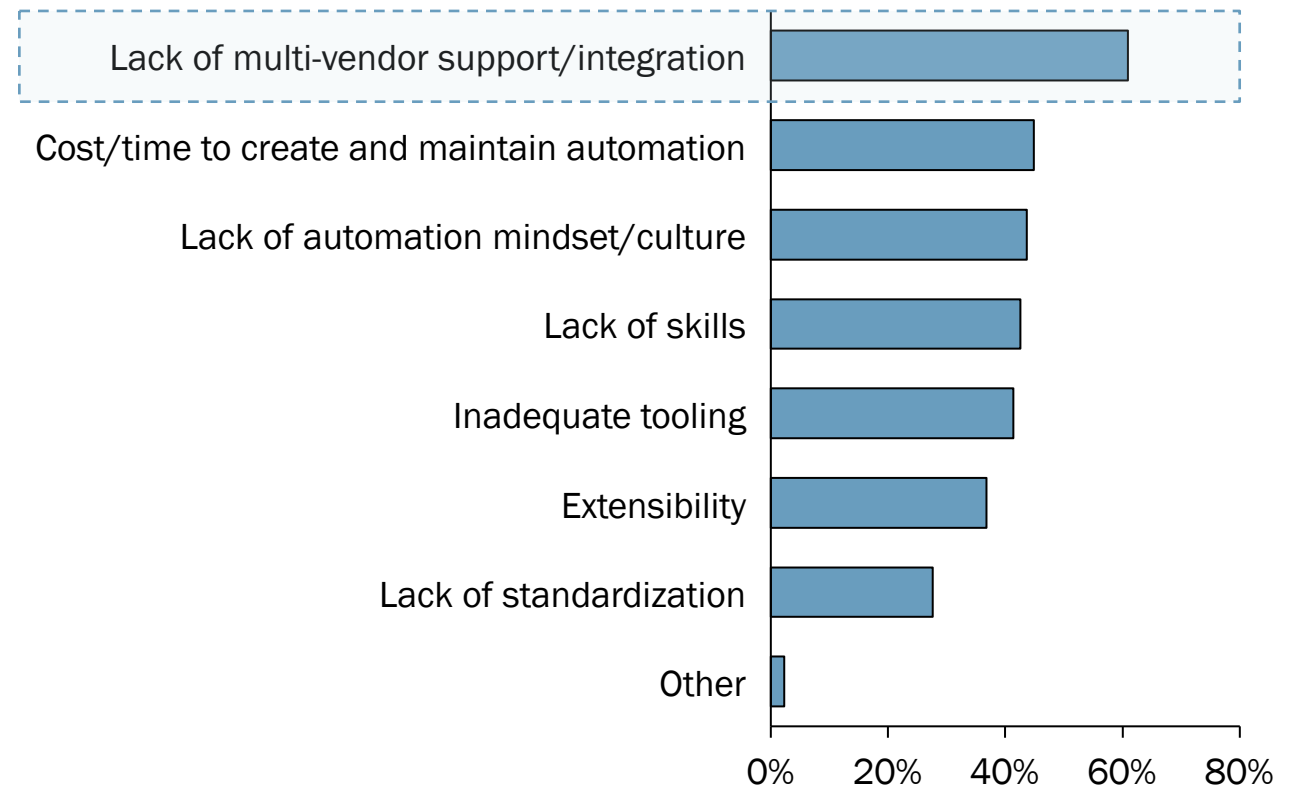 Lack of multi-vendor support/integration
Cost/time to create and maintain automation
Lack of automation mindset/culture
Lack of skills
Inadequate tooling
Extensibility
Lack of standardization
Other
0% 20% 40% 60% 80%